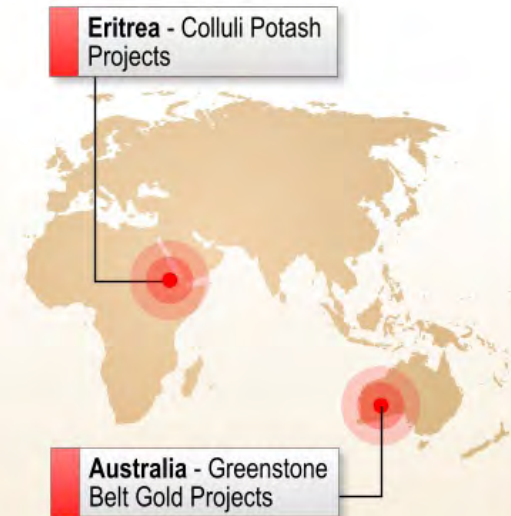 Eritrea - Colluli Potash
Projects
Australia - Greenstone
Belt Gold Projects